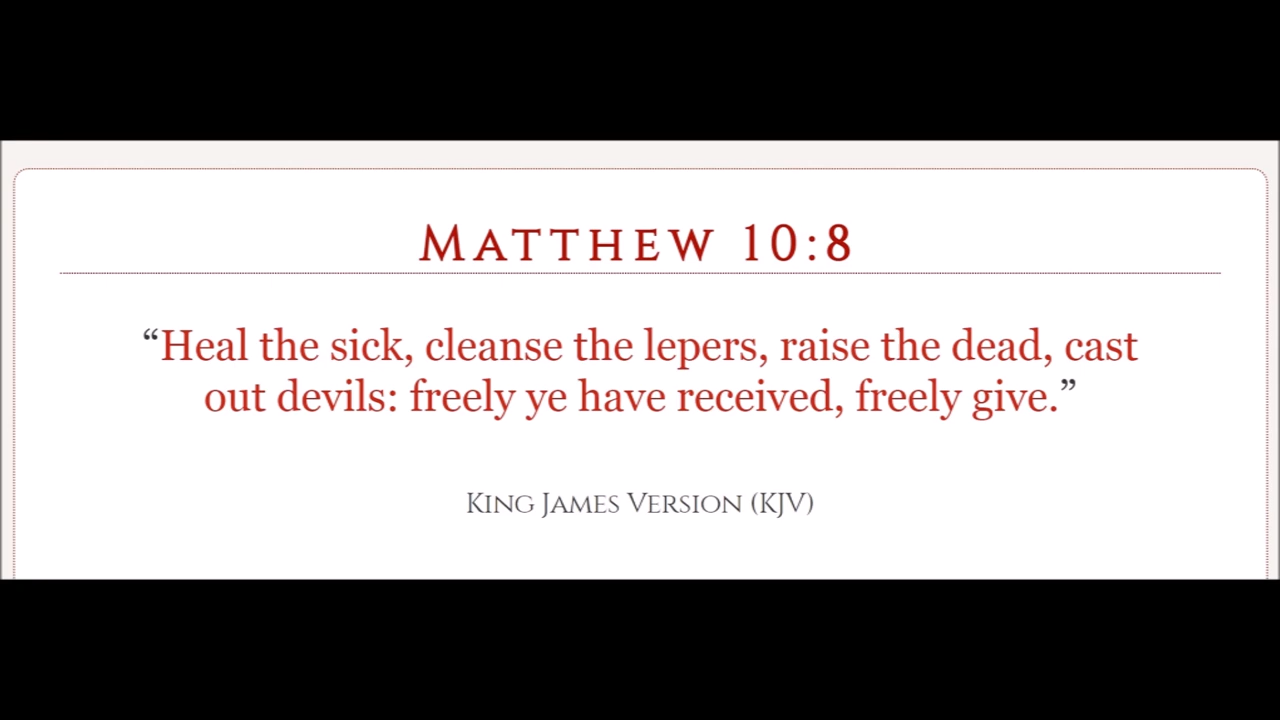 Matthew 10:8
“Heal the sick, cleanse the lepers, raise the dead, cast
out devils: freely ye have received, freely give.”
King James Version (KJV)